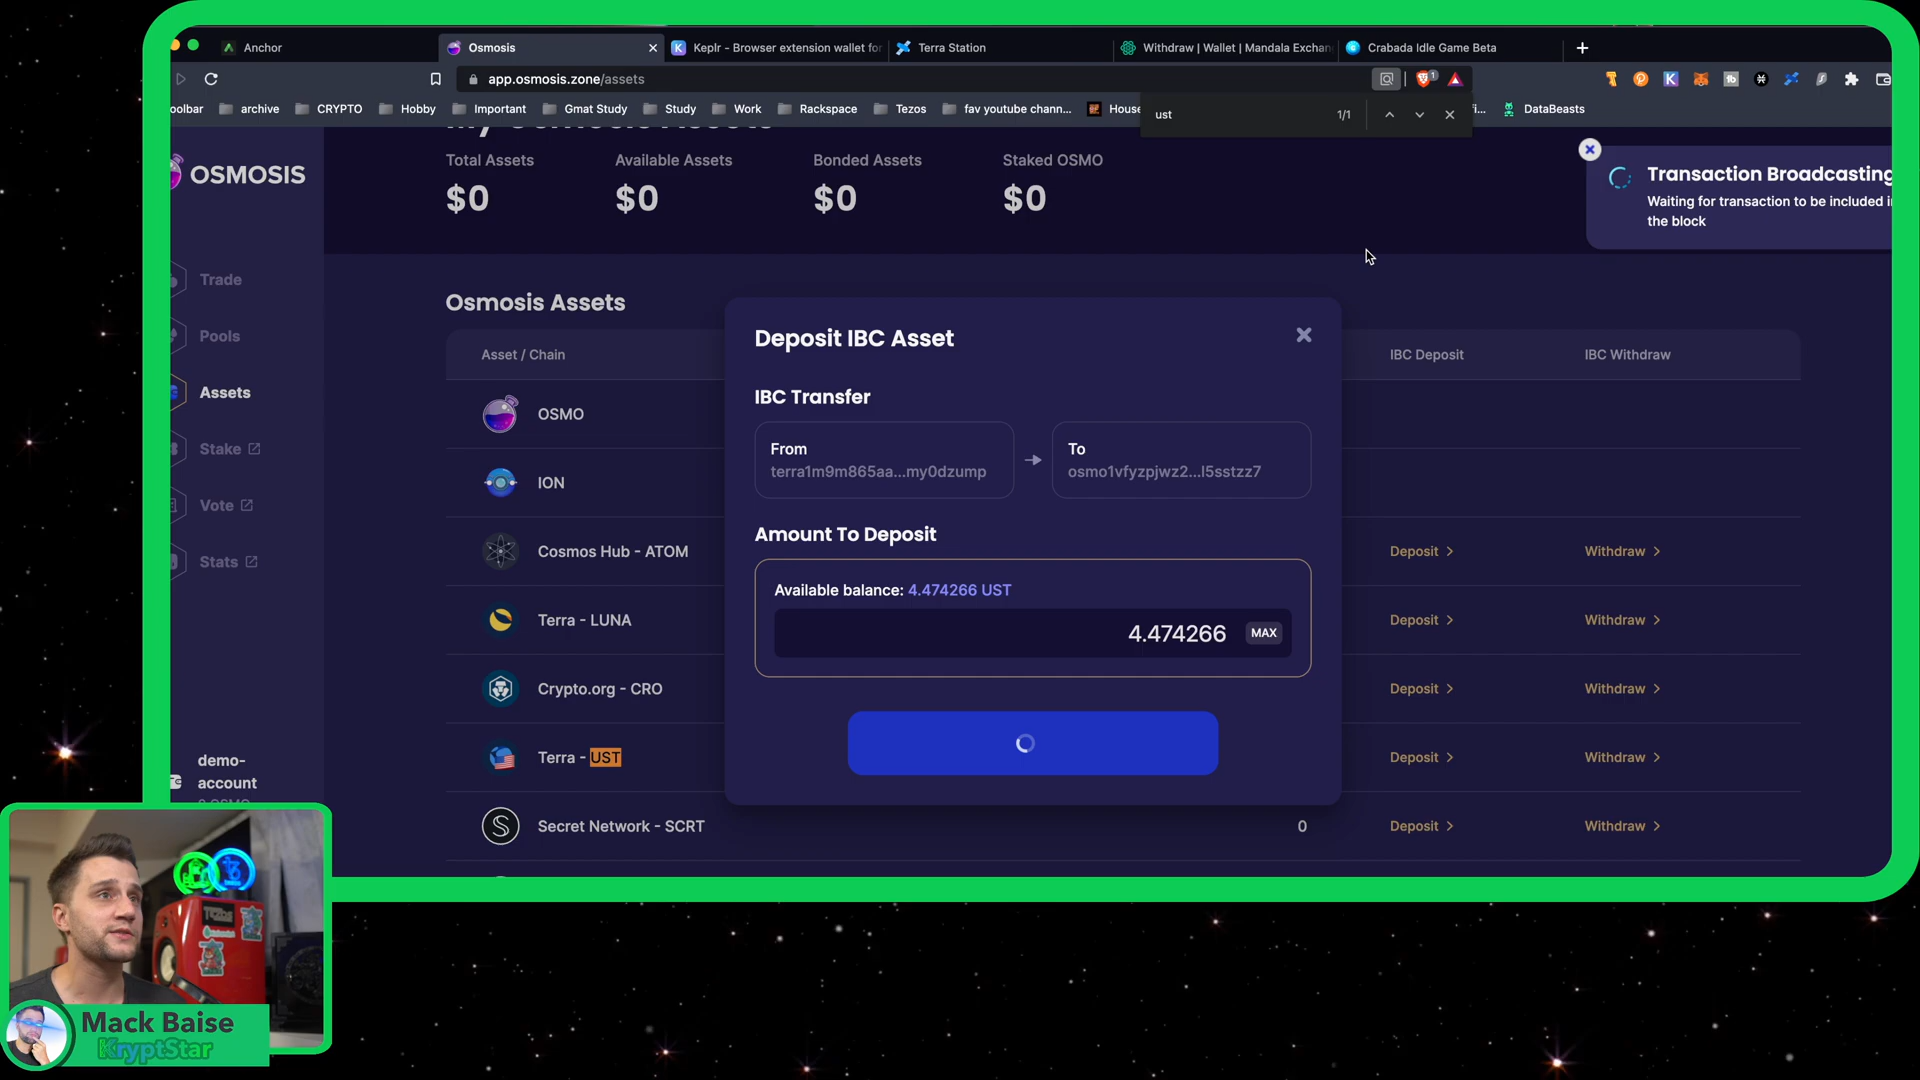 Anchor
Osmosis
Keplr - Browser extension wallet for
Terra Station
Withdraw | Wallet | Mandala Exchan
Crabada Idle Game Beta
app.osmosis.zone/assets
1
oolbar
archive
CRYPTO
Hobby
Important
Gmat Study
Study
Work
Rackspace
Tezos
fav youtube chann...
House
DataBeasts
ust
1/1
My Osmosis Assets
OSMOSIS
Total Assets
Available Assets
Bonded Assets
Staked OSMO
$0
$0
$0
$0
Transaction Broadcasting
Waiting for transaction to be included in
the block
Trade
Pools
Assets
Stake
Vote
Stats
demo-
account
Osmosis Assets
Asset / Chain
IBC Deposit
IBC Withdraw
OSMO
ION
Cosmos Hub - ATOM
Deposit >
Withdraw >
Terra - LUNA
Deposit >
Withdraw >
Crypto.org - CRO
Deposit >
Withdraw >
Terra - UST
Deposit >
Withdraw >
Secret Network - SCRT
0
Deposit >
Withdraw >
Deposit IBC Asset
IBC Transfer
From
terra1m9m865aa...my0dzump
To
osmo1vfyzpjwz2...l5sstzz7
Amount To Deposit
Available balance: 4.474266 UST
4.474266
MAX
Mack Baise
KryptStar